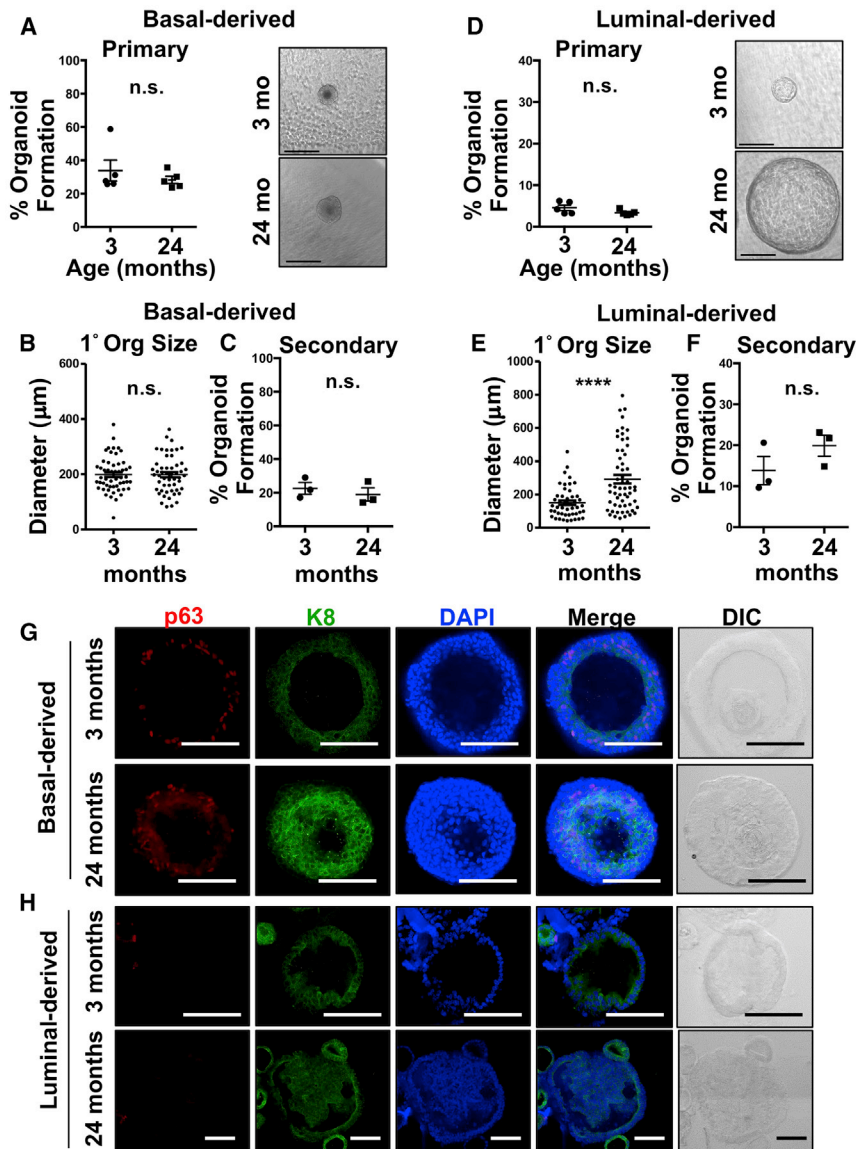 A
Basal-derived
Primary
n.s.
% Organoid
Formation
100
80
60
40
20
0
3
24
Age (months)
3 mo
24 mo
D
Luminal-derived
Primary
n.s.
% Organoid
Formation
40
30
20
10
5
0
3
24
Age (months)
3 mo
24 mo
Basal-derived
B
1° Org Size
n.s.
Diameter (μm)
600
400
200
0
3
24
months
C
Secondary
n.s.
% Organoid
Formation
100
80
60
40
20
0
3
24
months
Luminal-derived
E
1° Org Size
****
Diameter (μm)
1000
800
600
400
200
0
3
24
months
F
Secondary
n.s.
% Organoid
Formation
40
30
20
10
0
3
24
months
p63
K8
DAPI
Merge
DIC
G
Basal-derived
3 months
24 months
H
Luminal-derived
3 months
24 months